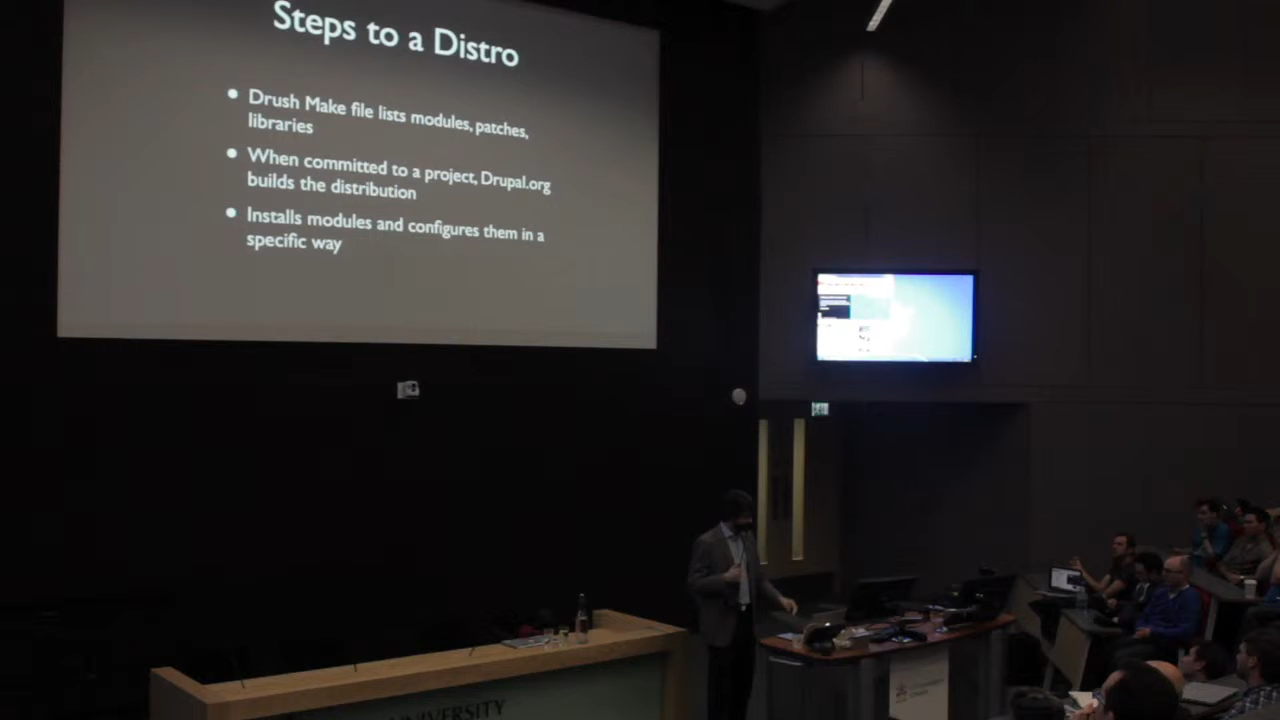 Steps to a Distro
• Drush Make file lists modules, patches,
libraries
• When committed to a project, Drupal.org
builds the distribution
• Installs modules and configures them in a
specific way
UNIVERSITY